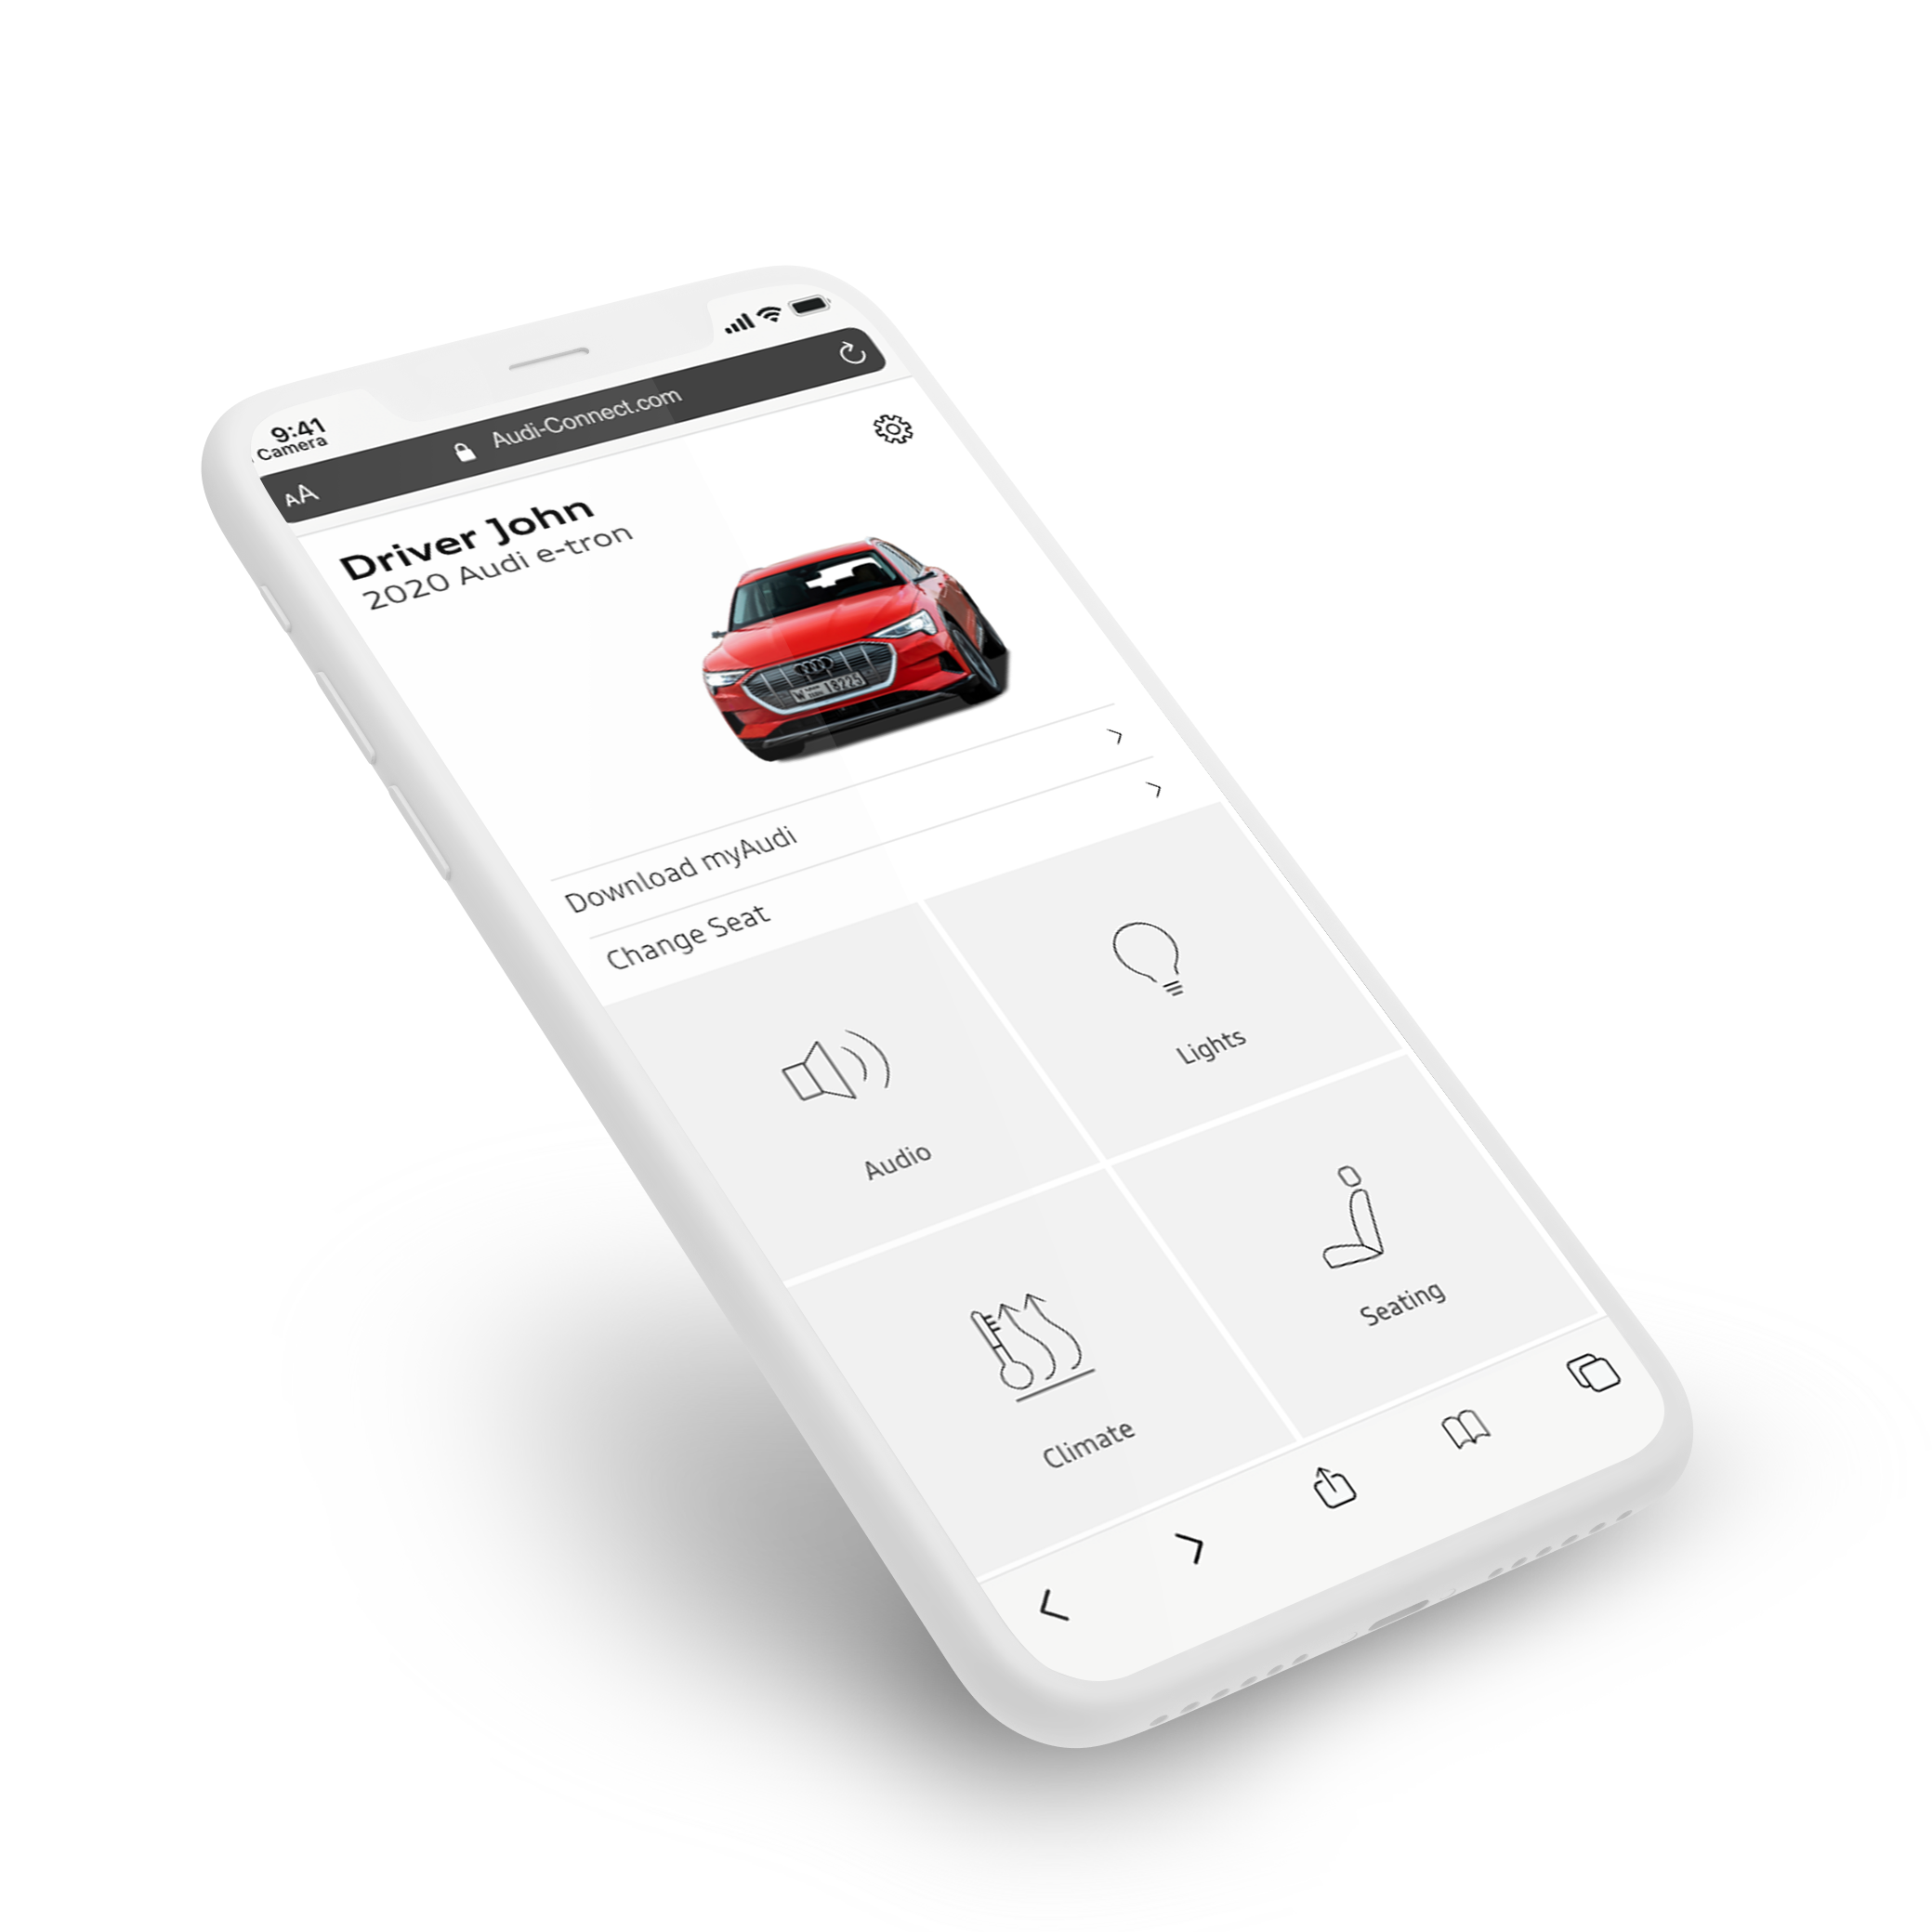 9:41
Camera
AA
Audi-Connect.com
Driver John
2020 Audi e-tron
W 18225
Download myAudi
Change Seat
Audio
Lights
Climate
Seating